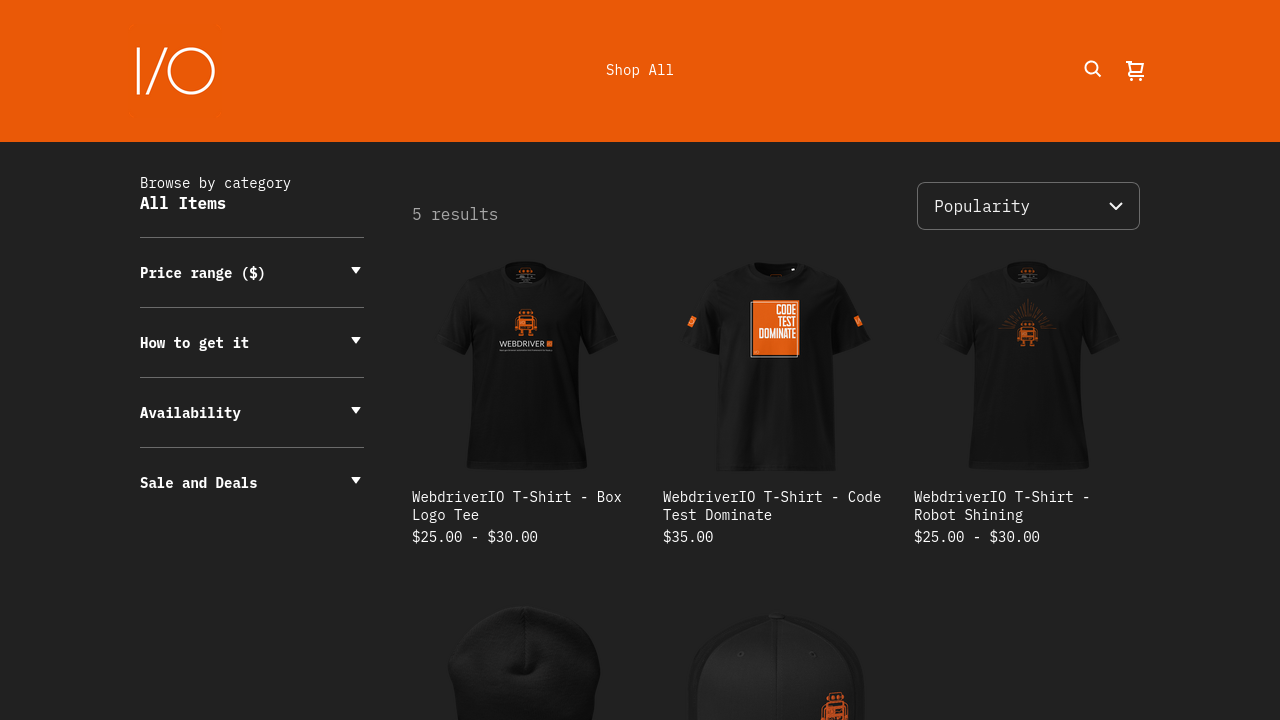 I/O
Shop All
Browse by category
All Items
5 results
Popularity
Price range ($)
How to get it
Availability
Sale and Deals
WEBDRIVER
CODE
TEST
DOMINATE
WebdriverIO T-Shirt - Box
Logo Tee
$25.00 - $30.00
WebdriverIO T-Shirt - Code
Test Dominate
$35.00
WebdriverIO T-Shirt -
Robot Shining
$25.00 - $30.00